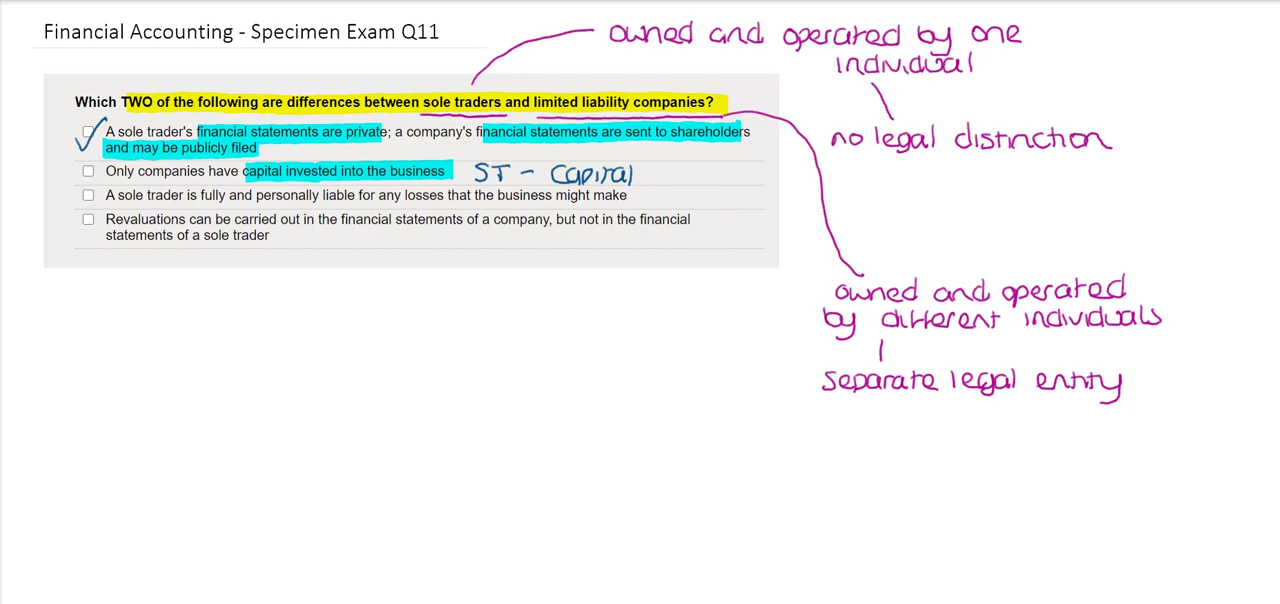 Financial Accounting - Specimen Exam Q11
owned and operated by one
individual
no legal distinction
Which TWO of the following are differences between sole traders and limited liability companies?
A sole trader's financial statements are private; a company's financial statements are sent to shareholders
and may be publicly filed
Only companies have capital invested into the business
ST - Capital
A sole trader is fully and personally liable for any losses that the business might make
Revaluations can be carried out in the financial statements of a company, but not in the financial
statements of a sole trader
owned and operated
by different individuals
separate legal entity